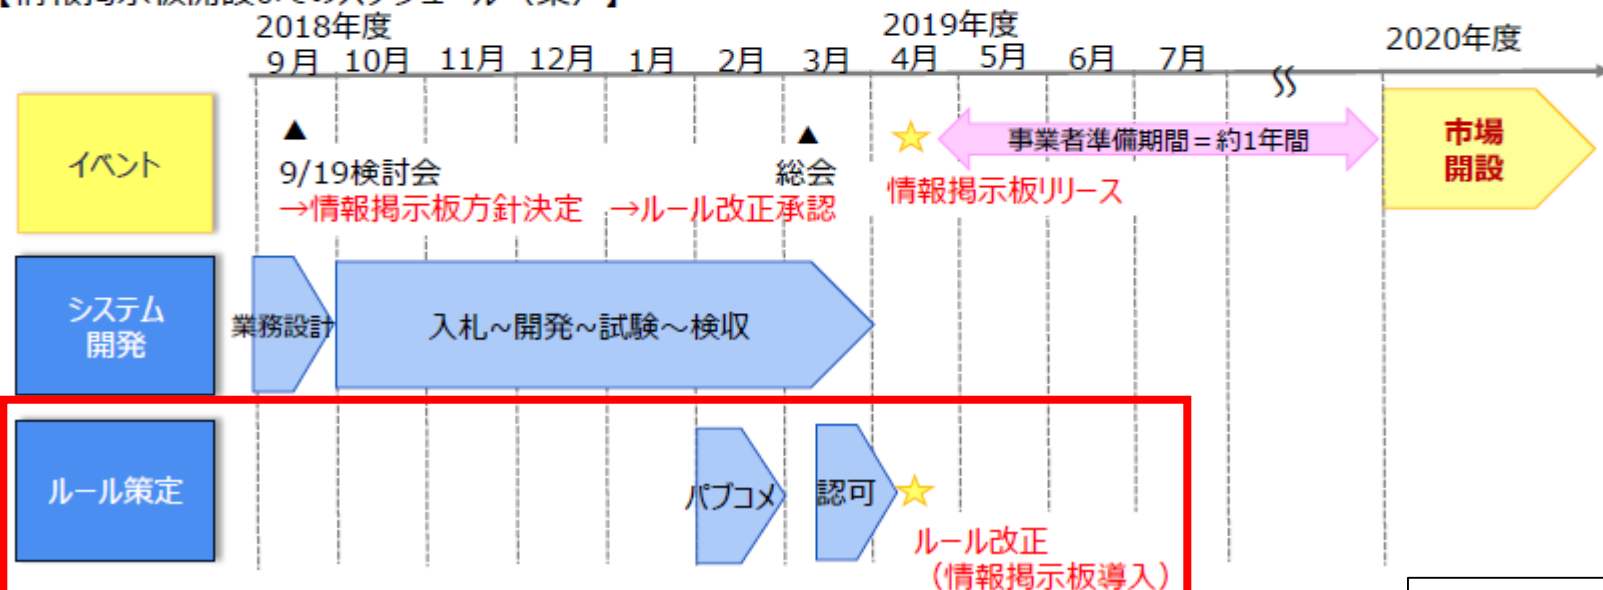 2018年度
2019年度
2020年度
9月 10月 11月 12月 1月 2月 3月 4月 5月 6月 7月
イベント
▲
9/19検討会
→情報掲示板方針決定
▲
総会
→ルール改正承認
情報掲示板リリース
事業者準備期間＝約1年間
市場
開設
システム
開発
業務設計
入札~開発~試験～検収
ルール策定
パブコメ
認可
ルール改正
（情報掲示板導入）